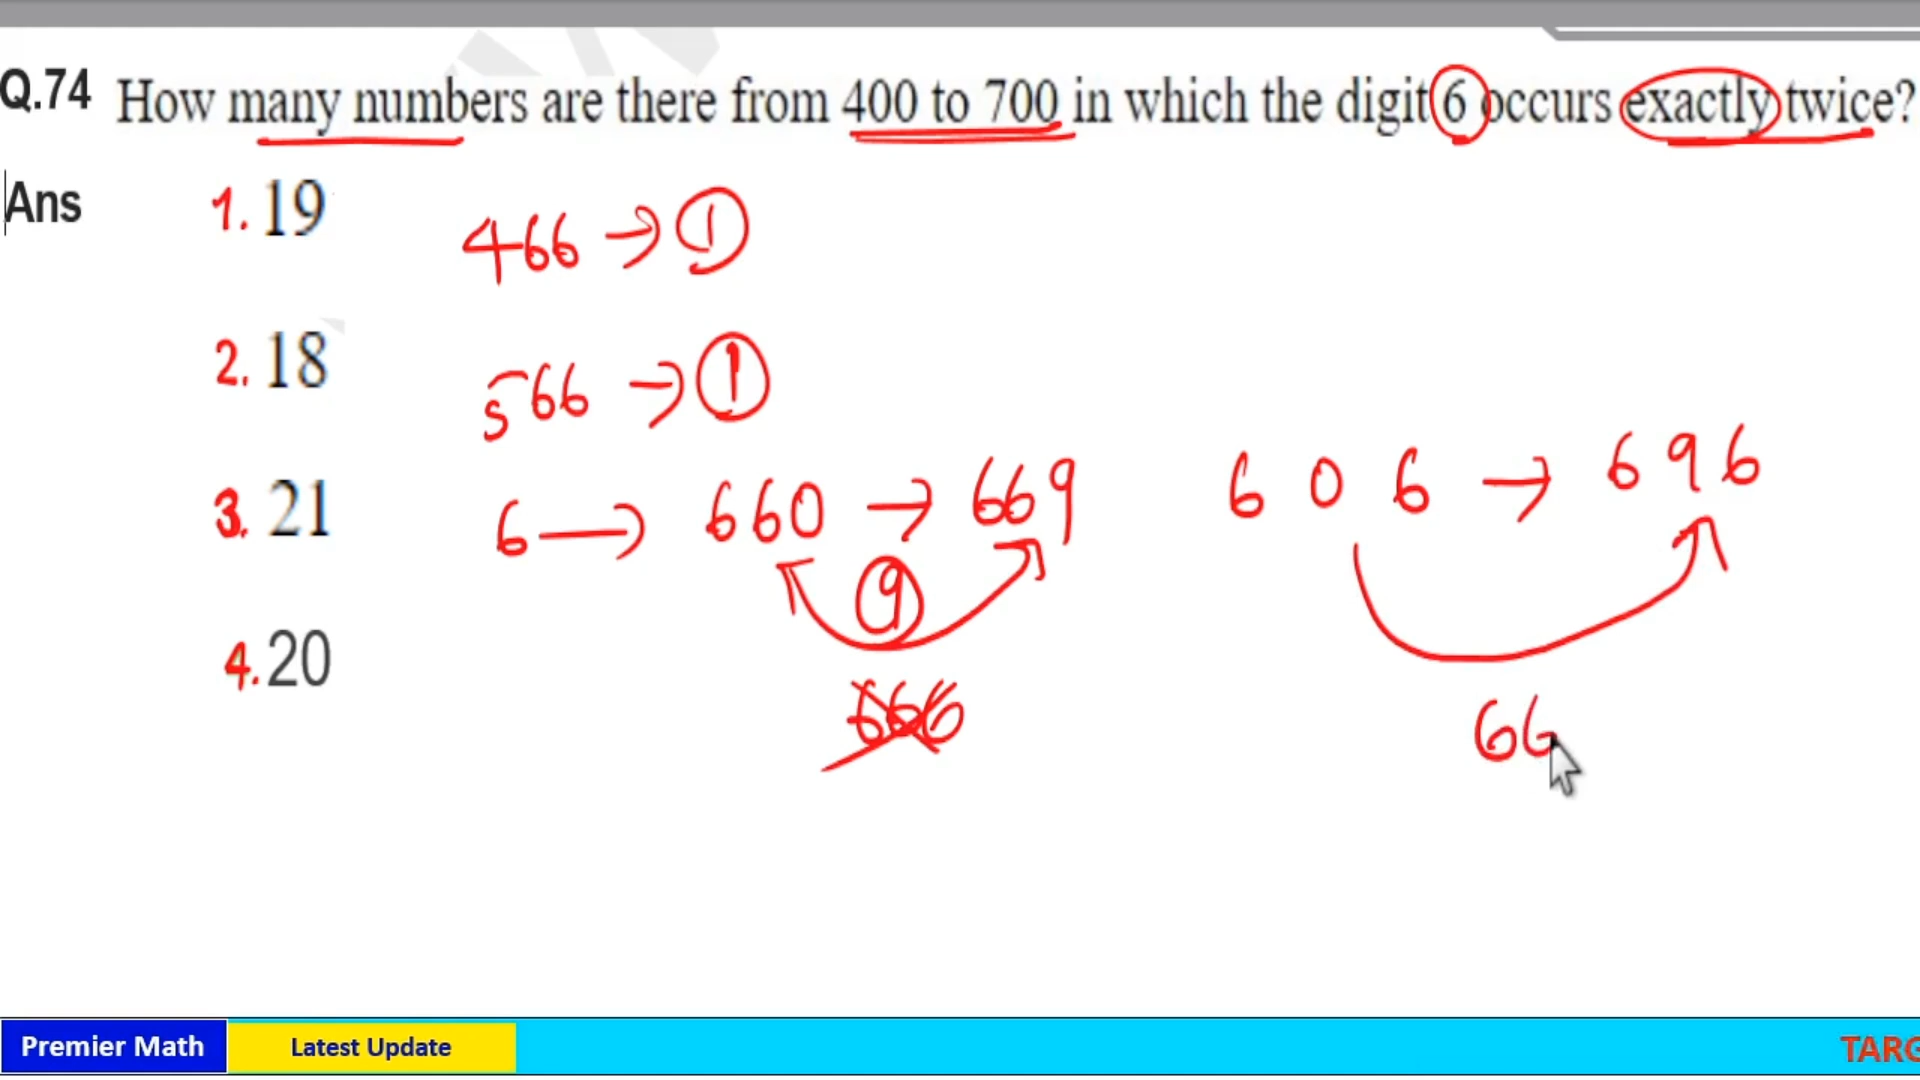 Q.74 How many numbers are there from 400 to 700 in which the digit 6 occurs exactly twice?
Ans 1. 19
466 → 1
2. 18
566 → 1
3. 21
6 → 660 → 669
606 → 696
9
4. 20
666
66
Premier Math
Latest Update
TARG